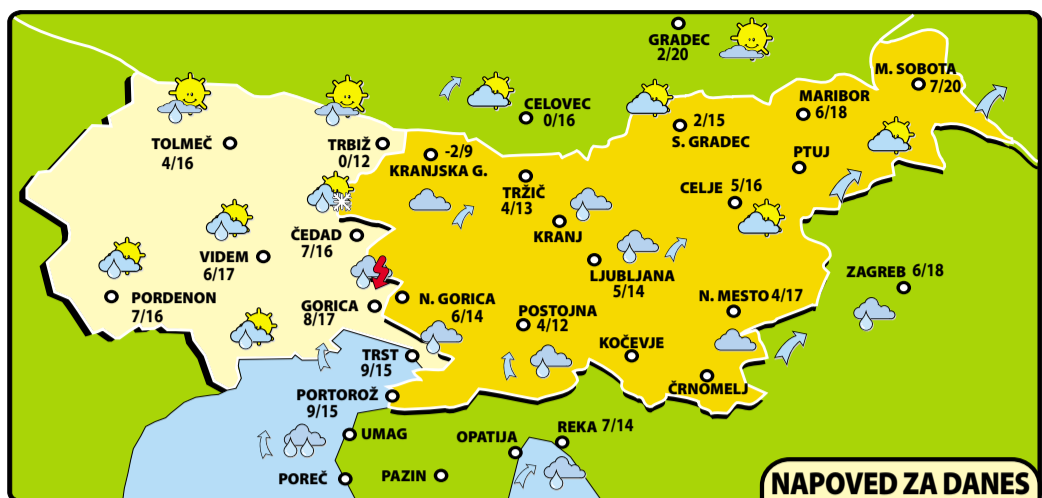 GRADEC
2/20
M. SOBOTA
7/20
MARIBOR
6/18
CELOVEC
0/16
2/15
S. GRADEC
TOLMEČ
4/16
TRBIŽ
0/12
-2/9
KRANJSKA G.
PTUJ
TRŽIČ
4/13
CELJE 5/16
KRANJ
ČEDAD
7/16
VIDEM
6/17
LJUBLJANA
5/14
ZAGREB 6/18
PORDENON
7/16
GORICA
8/17
N. GORICA
6/14
POSTOJNA
4/12
N. MESTO 4/17
KOČEVJE
TRST
9/15
ČRNOMELJ
PORTOROŽ
9/15
UMAG
OPATIJA
REKA 7/14
POREČ
PAZIN
NAPOVED ZA DANES